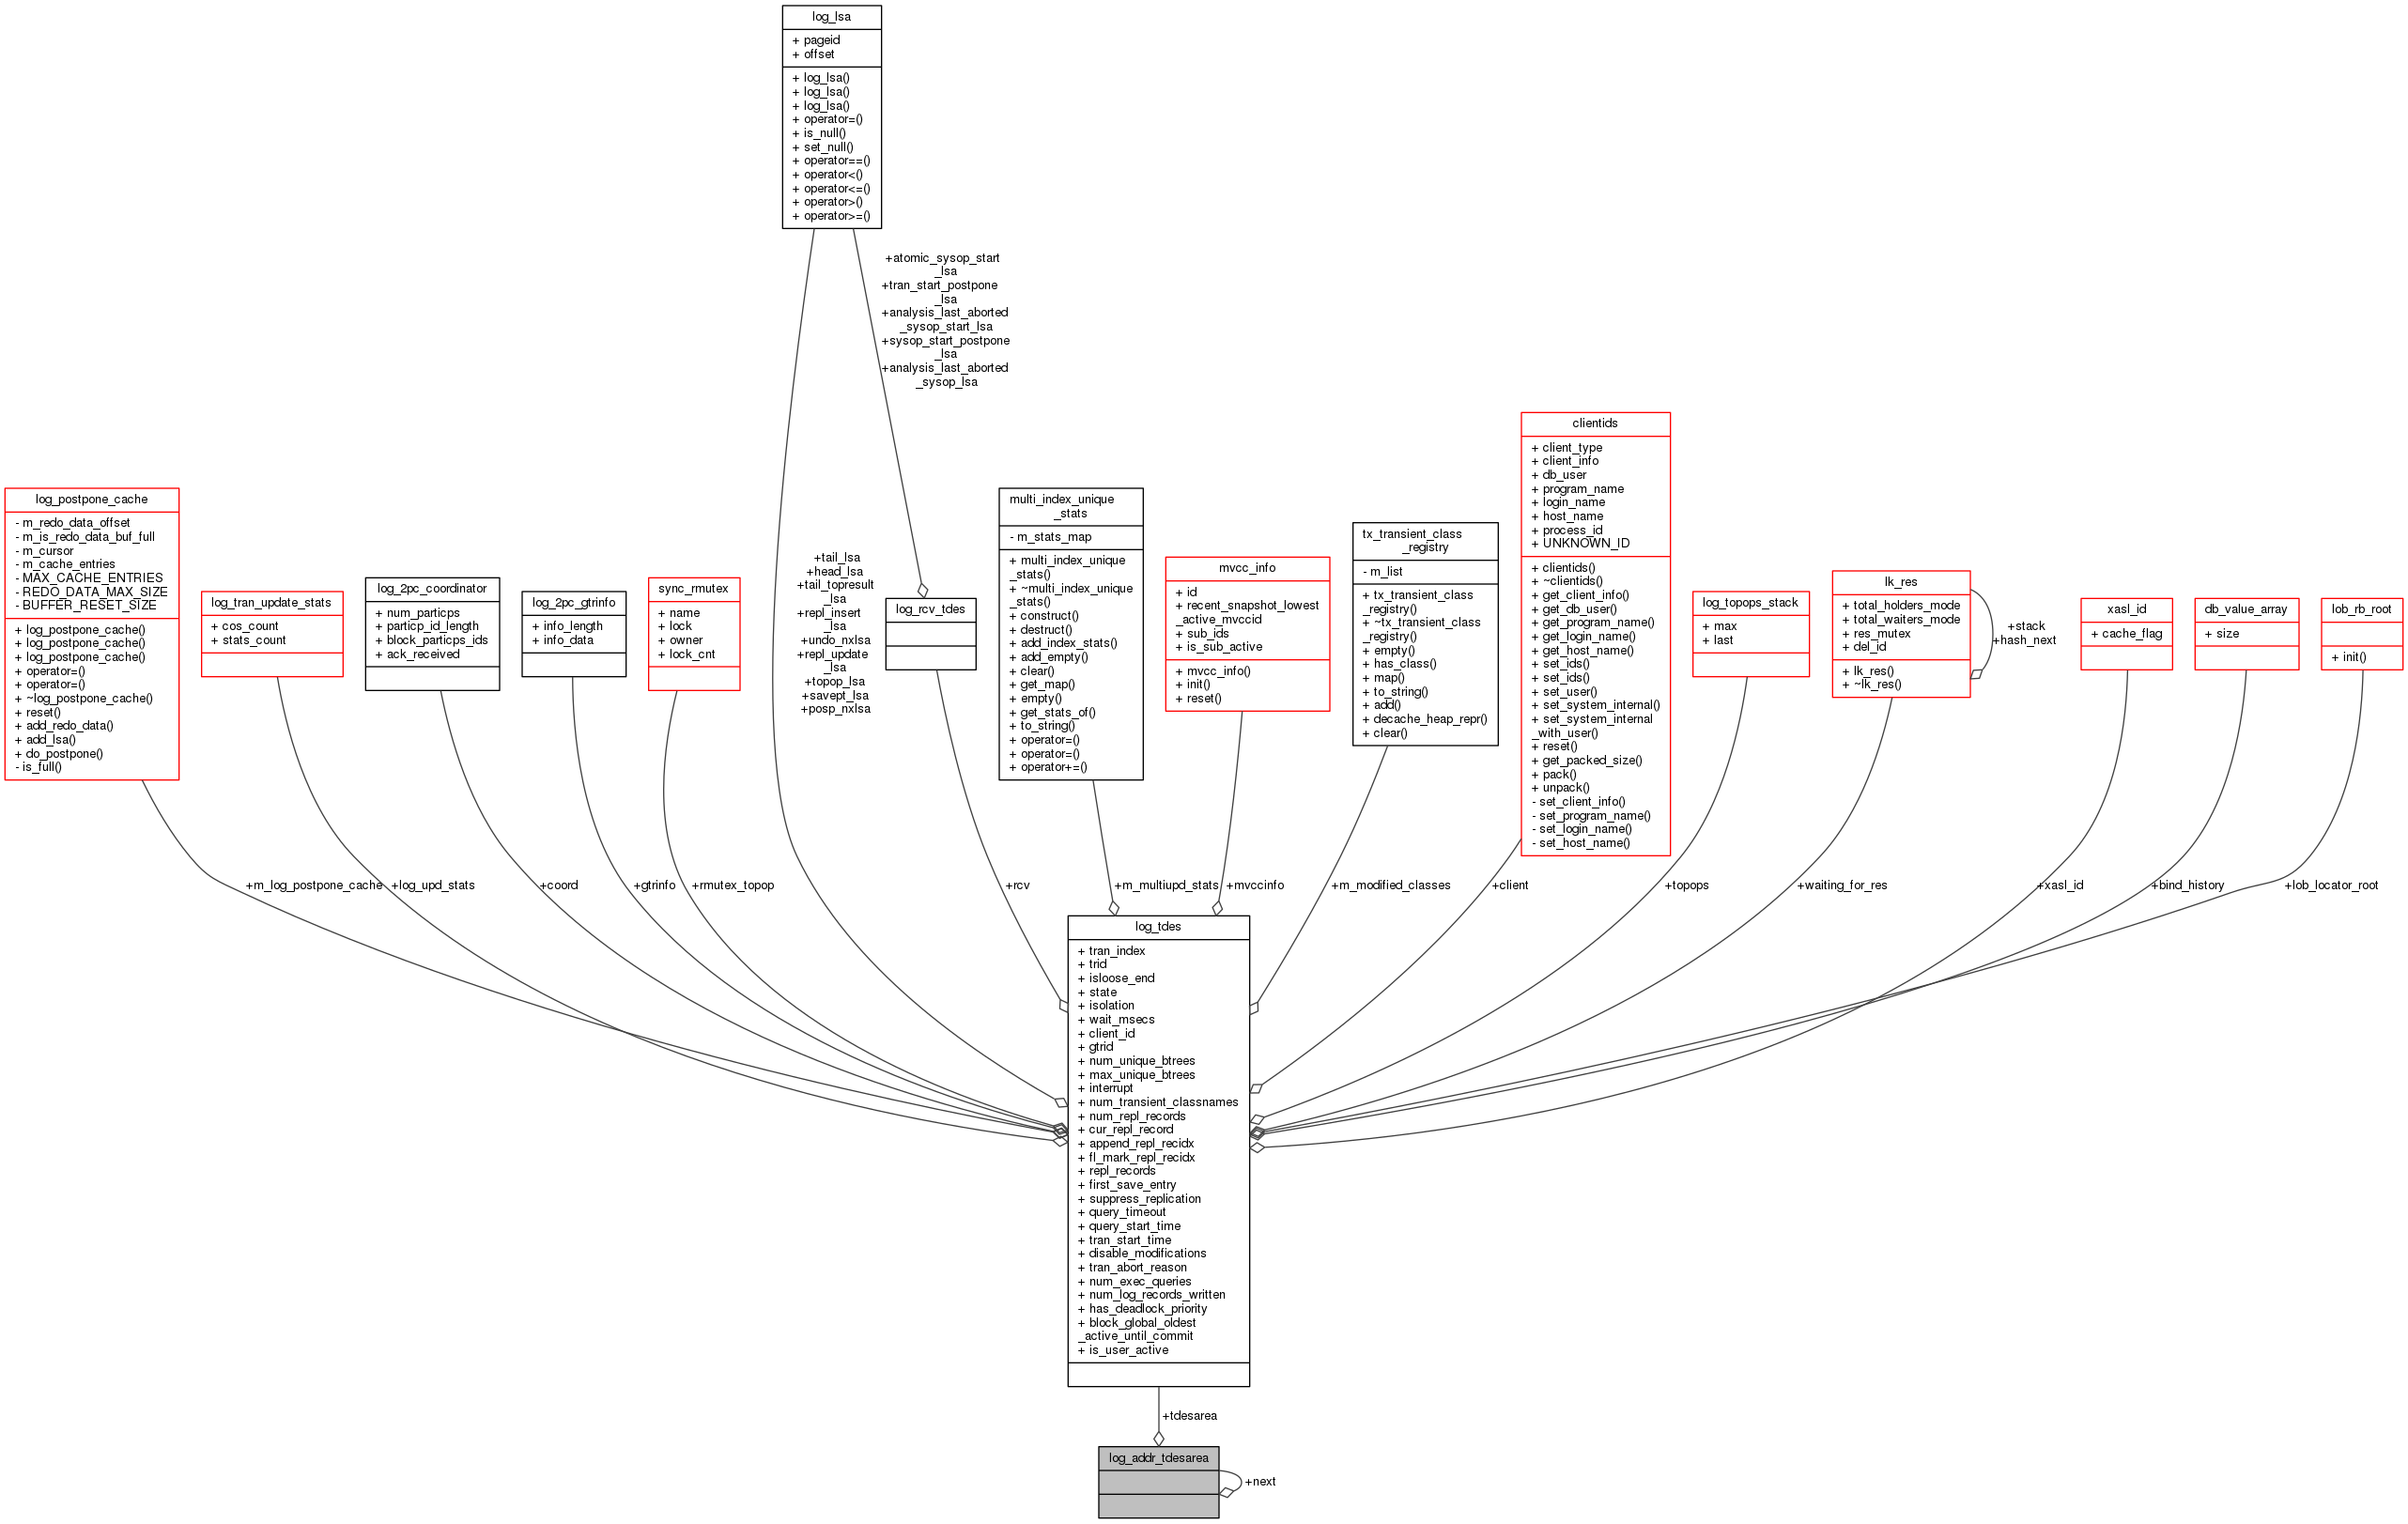 log_lsa
+ pageid
+ offset
+ log_lsa()
+ log_lsa()
+ log_lsa()
+ operator=()
+ is_null()
+ set_null()
+ operator==()
+ operator<()
+ operator<=()
+ operator>()
+ operator>=()
+atomic_sysop_start
_lsa
+tran_start_postpone
_lsa
+analysis_last_aborted
_sysop_start_lsa
+sysop_start_postpone
_lsa
+analysis_last_aborted
_sysop_lsa
log_postpone_cache
- m_redo_data_offset
- m_is_redo_data_buf_full
- m_cursor
- m_cache_entries
- MAX_CACHE_ENTRIES
- REDO_DATA_MAX_SIZE
- BUFFER_RESET_SIZE
+ log_postpone_cache()
+ log_postpone_cache()
+ log_postpone_cache()
+ operator=()
+ operator=()
+ ~log_postpone_cache()
+ reset()
+ add_redo_data()
+ add_lsa()
+ do_postpone()
- is_full()
log_tran_update_stats
+ cos_count
+ stats_count
log_2pc_coordinator
+ num_particps
+ particp_id_length
+ block_particps_ids
+ ack_received
log_2pc_gtrinfo
+ info_length
+ info_data
sync_rmutex
+ name
+ lock
+ owner
+ lock_cnt
+tail_lsa
+head_lsa
+tail_topresult
_lsa
+repl_insert
_lsa
+undo_nxlsa
+repl_update
_lsa
+topop_lsa
+savept_lsa
+posp_nxlsa
log_rcv_tdes
multi_index_unique
_stats
- m_stats_map
+ multi_index_unique
_stats()
+ ~multi_index_unique
_stats()
+ construct()
+ destruct()
+ add_index_stats()
+ add_empty()
+ clear()
+ get_map()
+ empty()
+ get_stats_of()
+ to_string()
+ operator=()
+ operator=()
+ operator+=()
mvcc_info
+ id
+ recent_snapshot_lowest
_active_mvccid
+ sub_ids
+ is_sub_active
+ mvcc_info()
+ init()
+ reset()
tx_transient_class
_registry
- m_list
+ tx_transient_class
_registry()
+ ~tx_transient_class
_registry()
+ empty()
+ has_class()
+ map()
+ to_string()
+ add()
+ decache_heap_repr()
+ clear()
clientids
+ client_type
+ client_info
+ db_user
+ program_name
+ login_name
+ host_name
+ process_id
+ UNKNOWN_ID
+ clientids()
+ ~clientids()
+ get_client_info()
+ get_db_user()
+ get_program_name()
+ get_login_name()
+ get_host_name()
+ set_ids()
+ set_ids()
+ set_user()
+ set_system_internal()
+ set_system_internal
_with_user()
+ reset()
+ get_packed_size()
+ pack()
+ unpack()
- set_client_info()
- set_program_name()
- set_login_name()
- set_host_name()
log_topops_stack
+ max
+ last
lk_res
+ total_holders_mode
+ total_waiters_mode
+ res_mutex
+ del_id
+ lk_res()
+ ~lk_res()
+stack
+hash_next
xasl_id
+ cache_flag
db_value_array
+ size
lob_rb_root
+ init()
+m_log_postpone_cache
+log_upd_stats
+coord
+gtrinfo
+rmutex_topop
+rcv
+m_multiupd_stats
+mvccinfo
+m_modified_classes
+client
+topops
+waiting_for_res
+xasl_id
+bind_history
+lob_locator_root
log_tdes
+ tran_index
+ trid
+ isloose_end
+ state
+ isolation
+ wait_msecs
+ client_id
+ gtrid
+ num_unique_btrees
+ max_unique_btrees
+ interrupt
+ num_transient_classnames
+ num_repl_records
+ cur_repl_record
+ append_repl_recidx
+ fl_mark_repl_recidx
+ repl_records
+ first_save_entry
+ suppress_replication
+ query_timeout
+ query_start_time
+ tran_start_time
+ disable_modifications
+ tran_abort_reason
+ num_exec_queries
+ num_log_records_written
+ has_deadlock_priority
+ block_global_oldest
_active_until_commit
+ is_user_active
+tdesarea
log_addr_tdesarea
+next